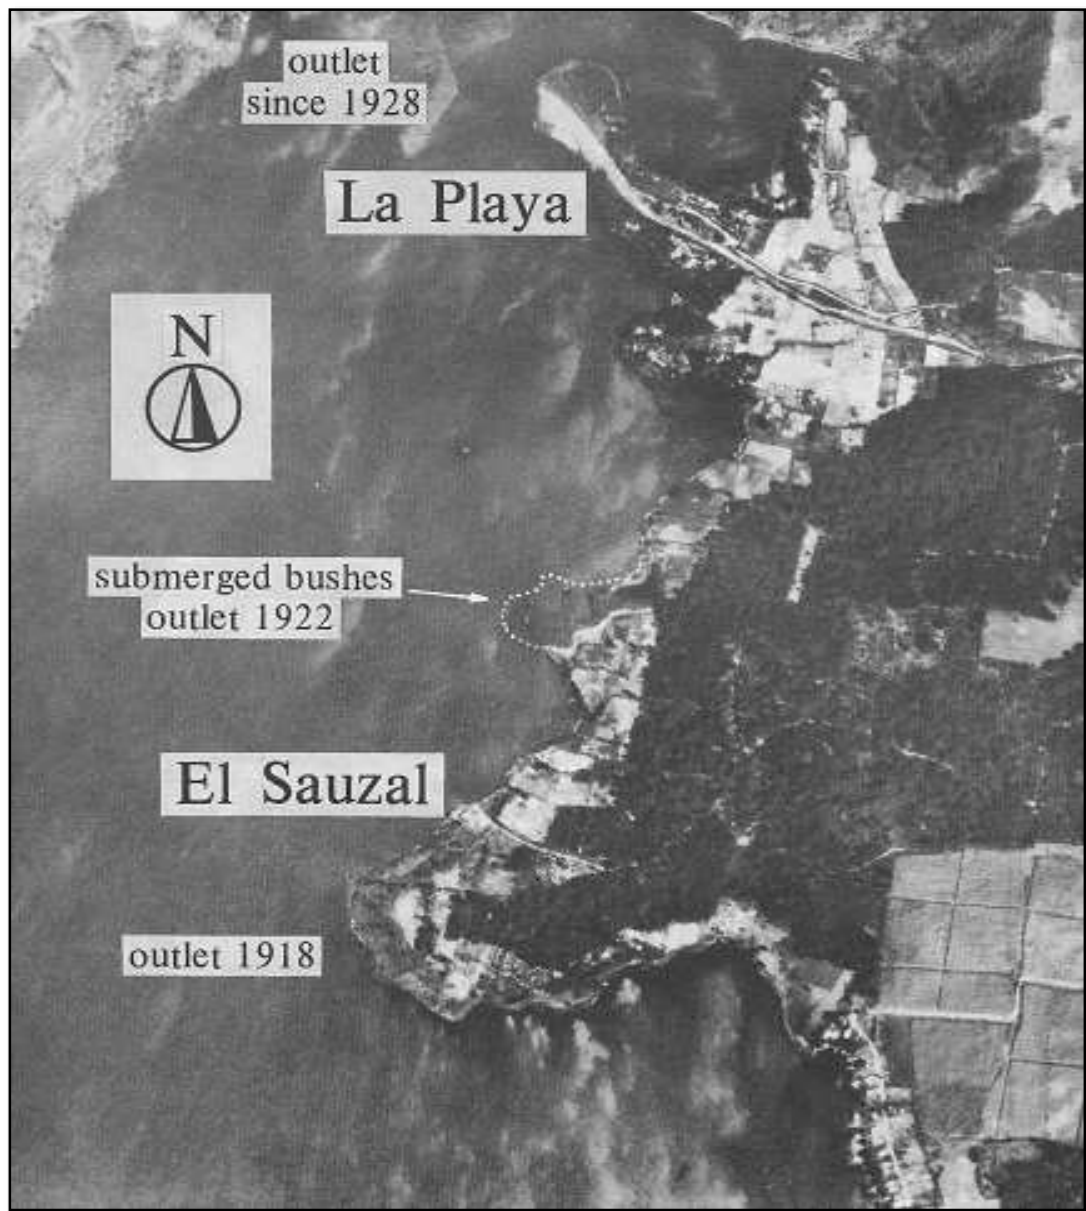 outlet
since 1928
La Playa
N
submerged bushes
outlet 1922
El Sauzal
outlet 1918